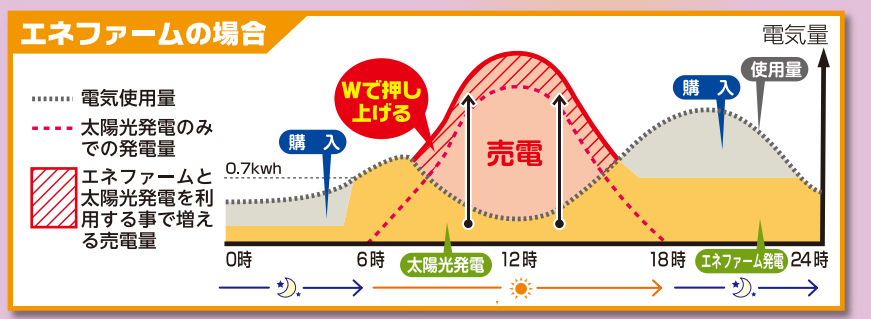 エネファームの場合
電気量
使用量
購 入
Wで押し
上げる
電気使用量
太陽光発電のみ
での発電量
購 入
売電
0.7kwh
エネファームと
太陽光発電を利
用する事で増え
る売電量
0時
6時
太陽光発電
12時
18時
エネファーム発電
24時